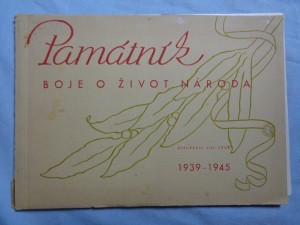 Památník
BOJE O ŽIVOT NÁRODA
1939-1945